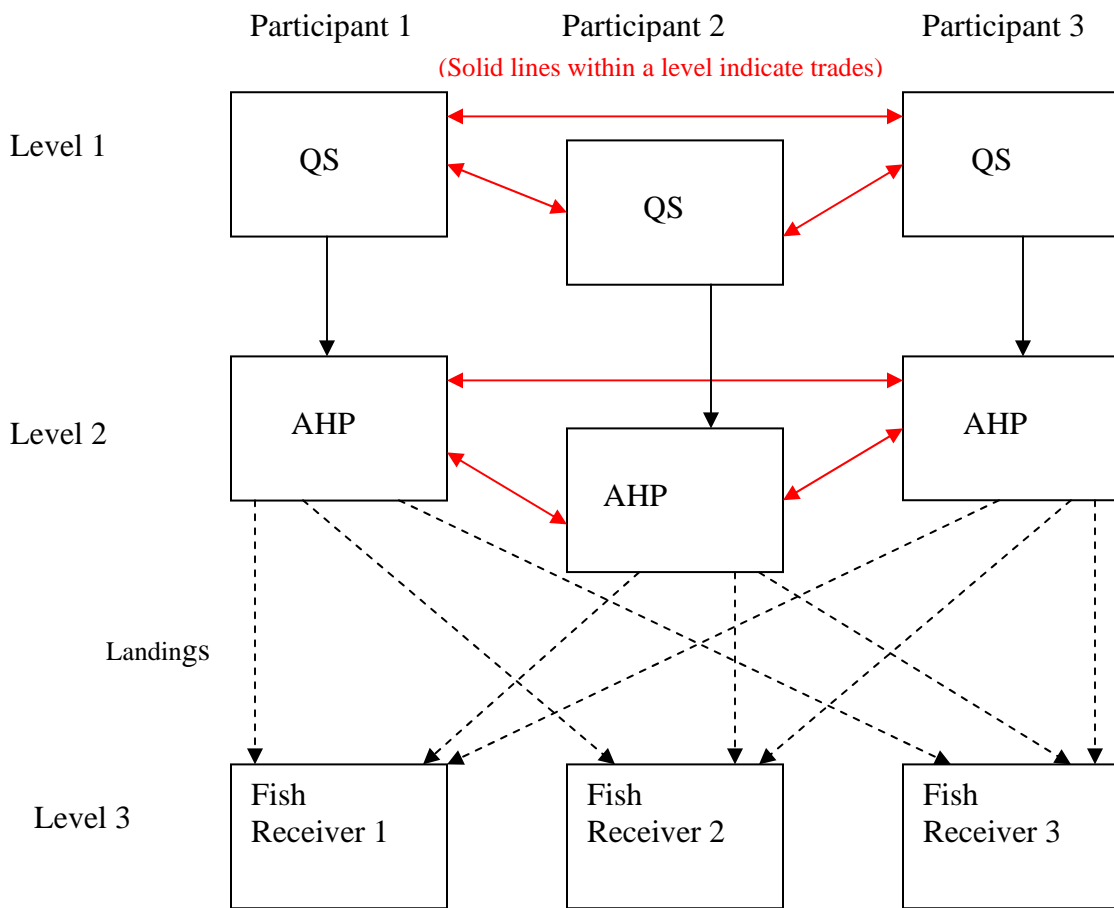 Participant 1
Participant 2
Participant 3
(Solid lines within a level indicate trades)
Level 1
QS
QS
QS
Level 2
AHP
AHP
AHP
Landings
Level 3
Fish
Receiver 1
Fish
Receiver 2
Fish
Receiver 3